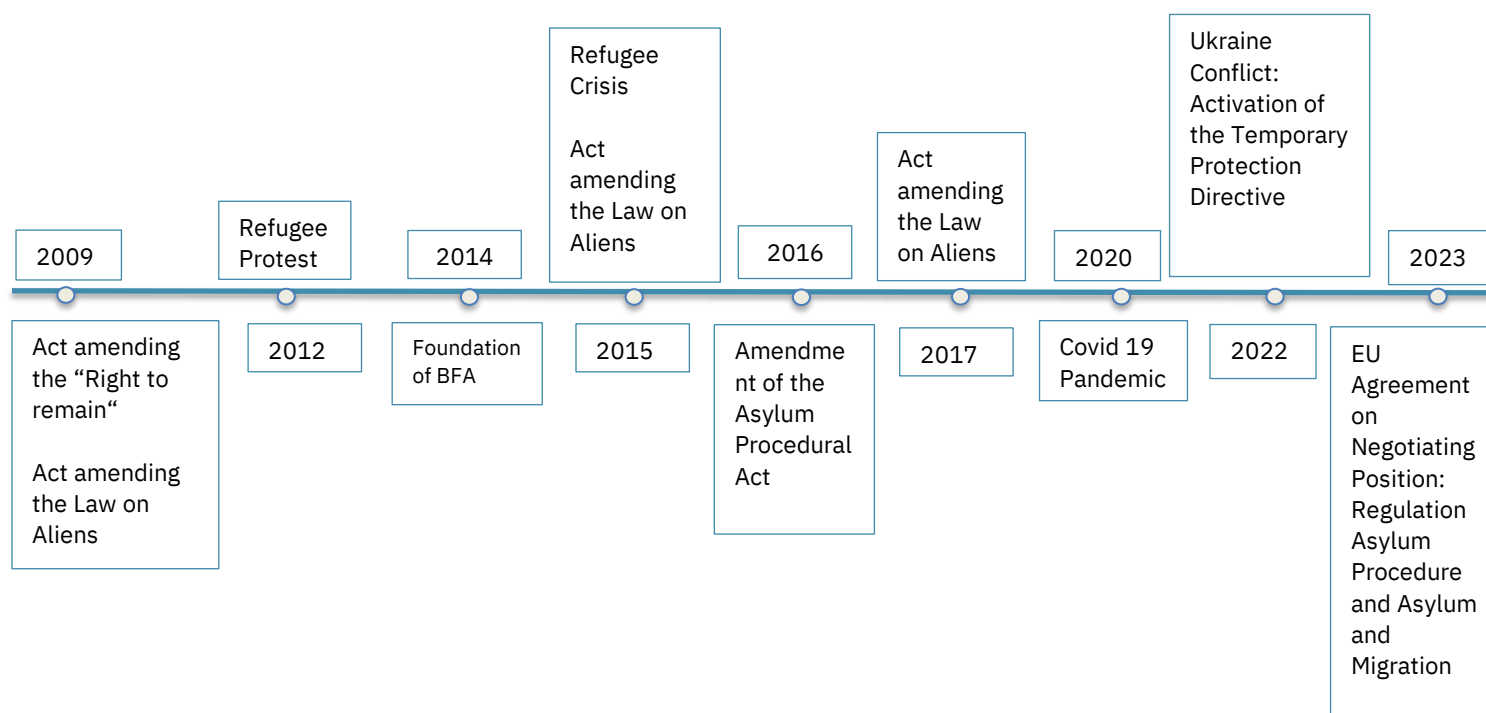 2009
Act amending
the “Right to
remain“
Act amending
the Law on
Aliens
Refugee
Protest
2012
2014
Foundation
of BFA
Refugee
Crisis
Act
amending
the Law on
Aliens
2015
2016
Amendme
nt of the
Asylum
Procedural
Act
Act
amending
the Law
on Aliens
2017
2020
Covid 19
Pandemic
Ukraine
Conflict:
Activation of
the Temporary
Protection
Directive
2022
2023
EU
Agreement
on
Negotiating
Position:
Regulation
Asylum
Procedure
and Asylum
and
Migration